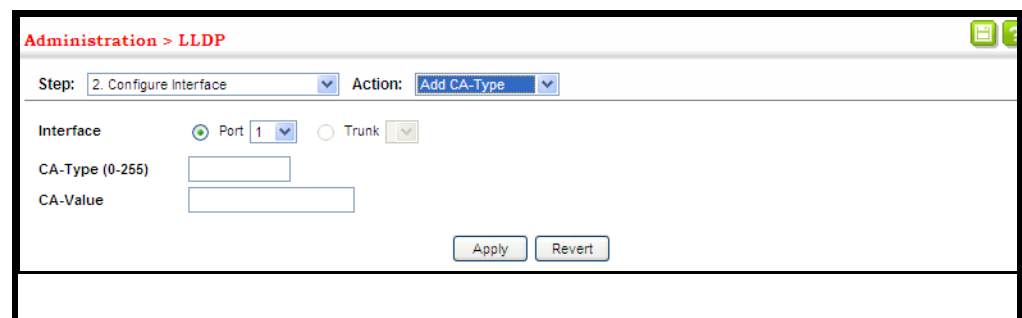 Administration > LLDP
?
Step: 2. Configure Interface Action: Add CA-Type
Interface Port 1 Trunk
CA-Type (0-255)
CA-Value
Apply Revert